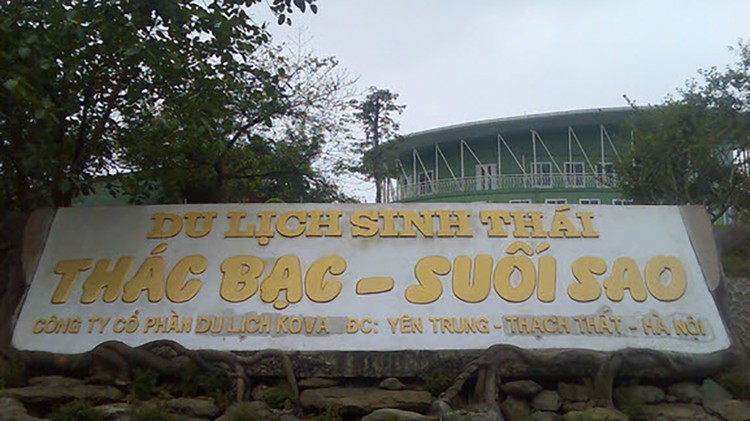 DU LỊCH SINH THÁI
THÁC BẠC - SUỐI SAO
CÔNG TY CỔ PHẦN DU LICH KOVA ĐC: YÊN TRUNG - THẠCH THẤT - HÀ NỘI